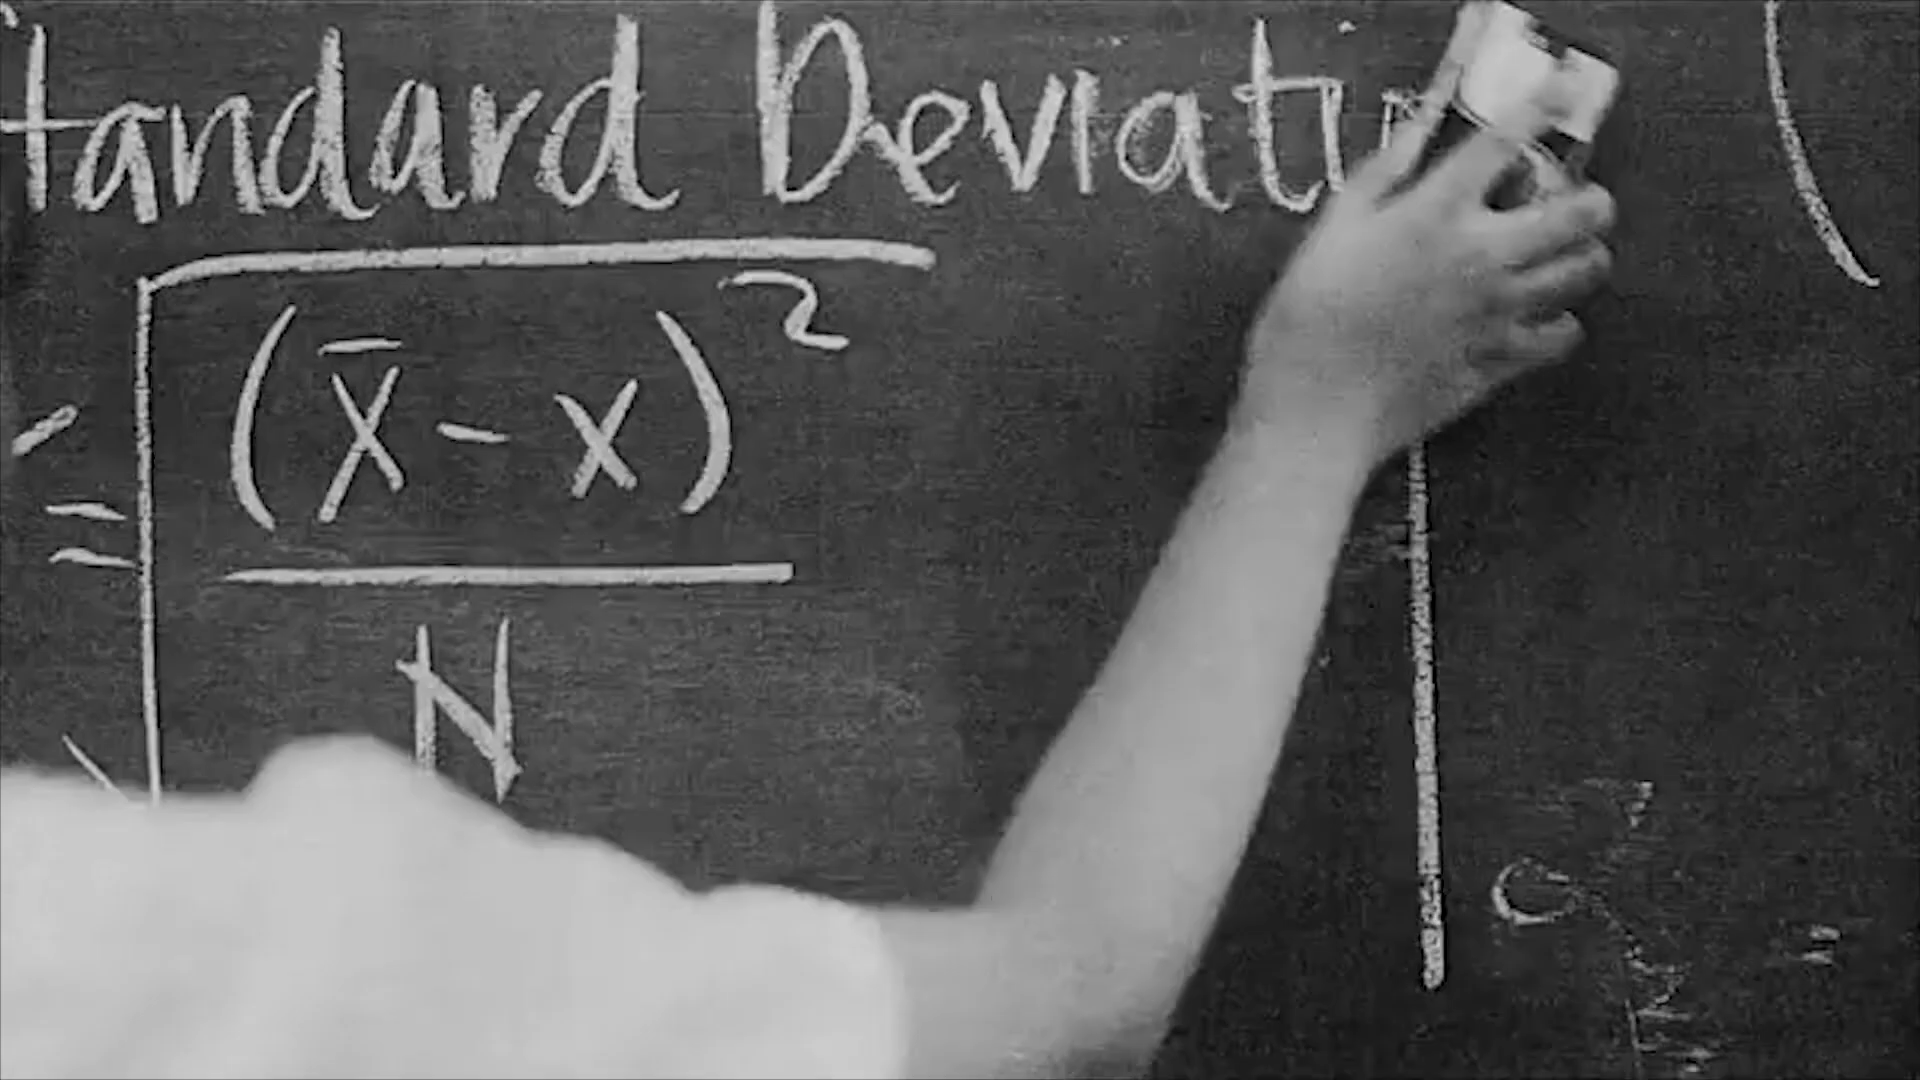 tandard Deviati
= √(x̄ - x)²
N